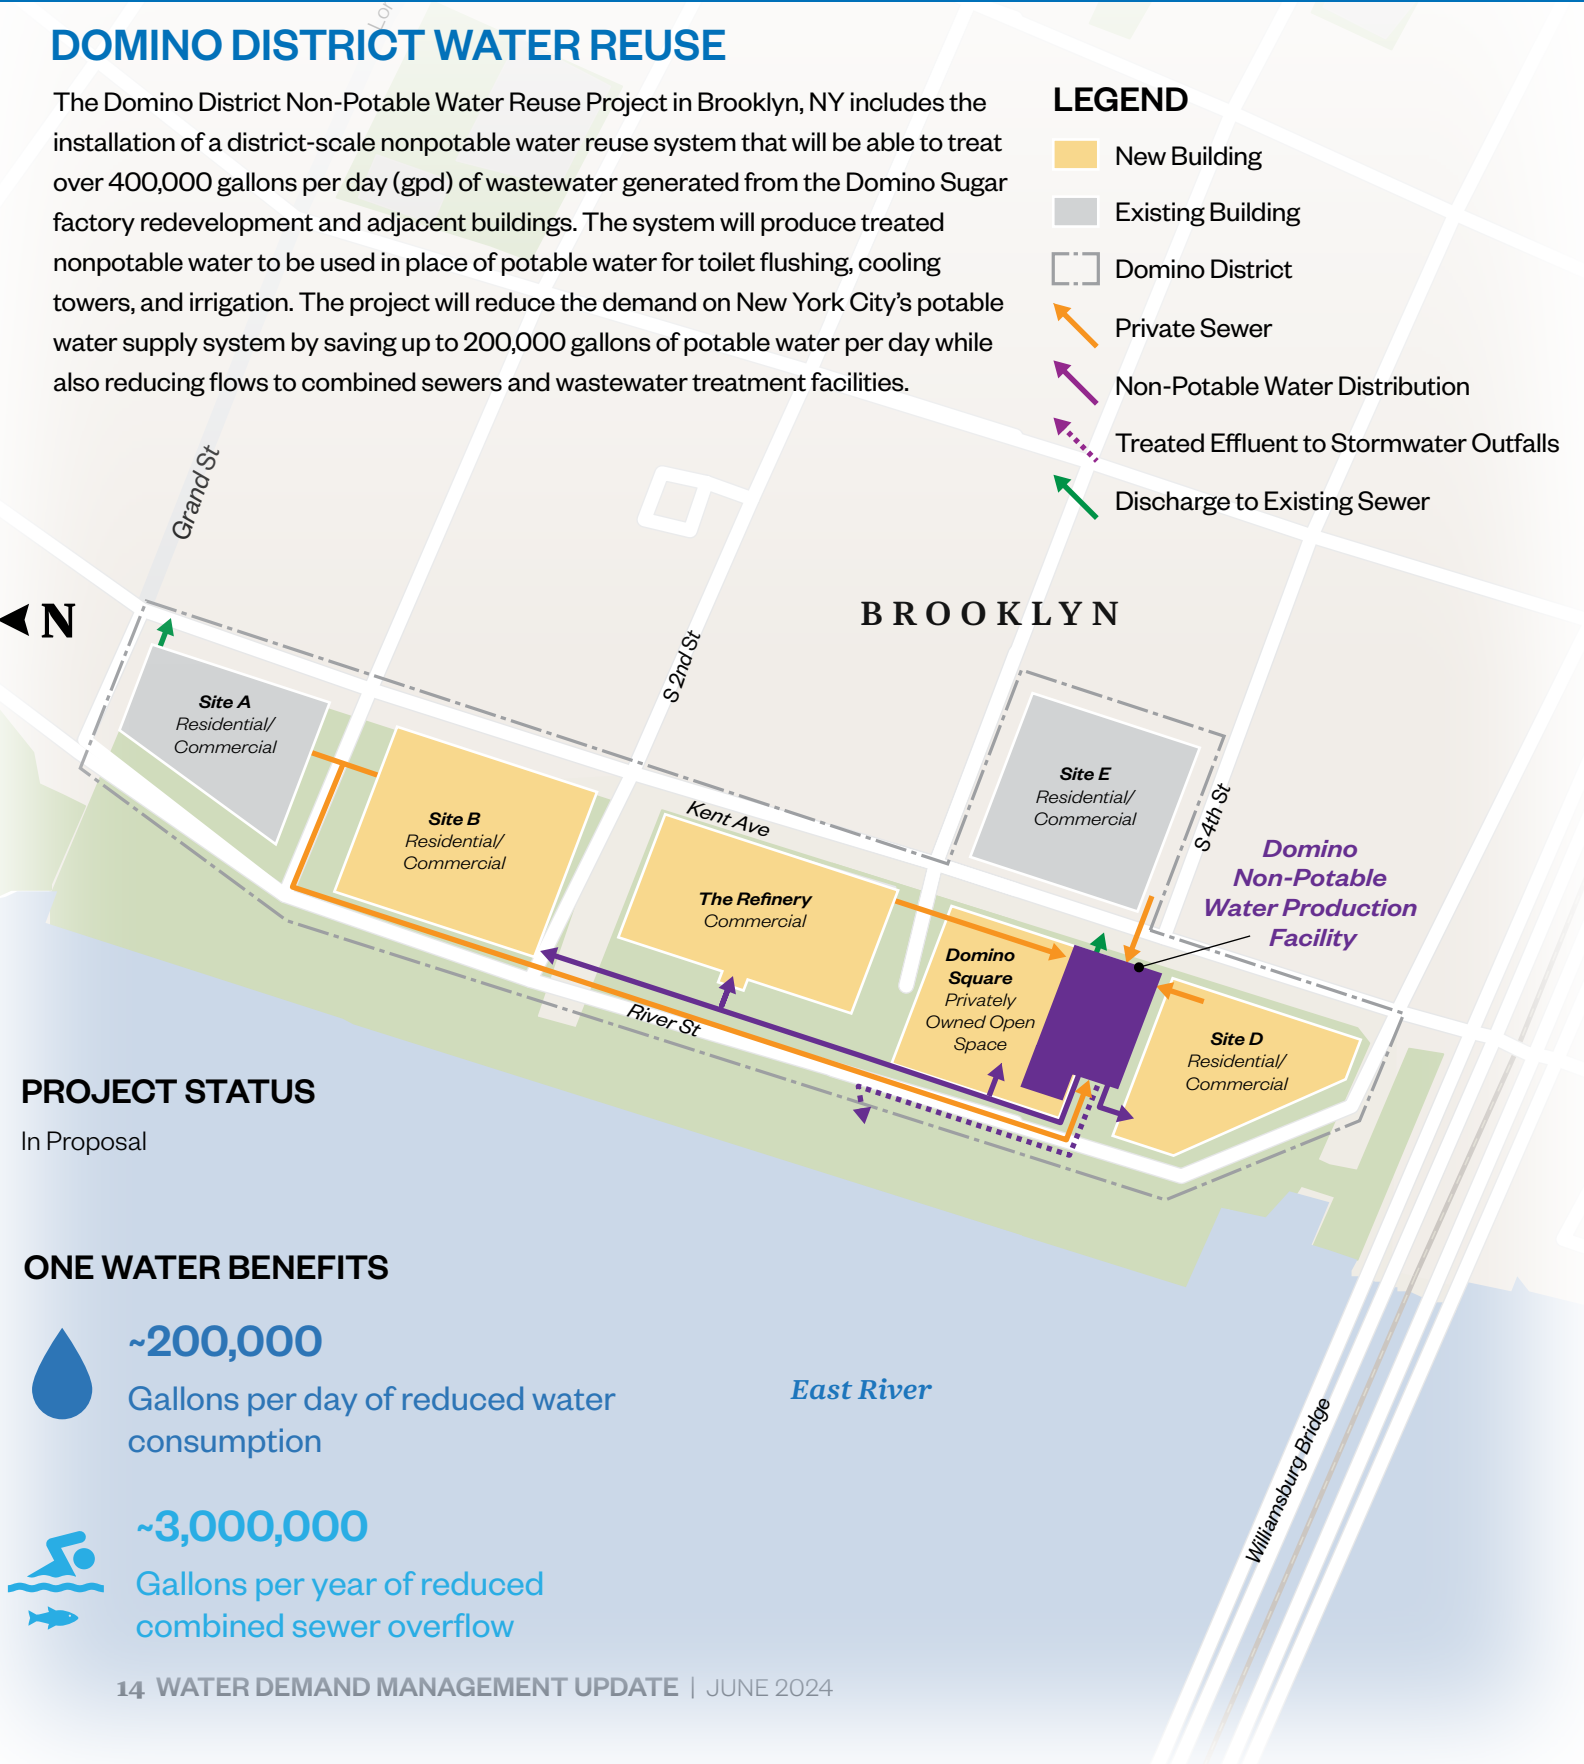 DOMINO DISTRICT WATER REUSE
The Domino District Non-Potable Water Reuse Project in Brooklyn, NY includes the
installation of a district-scale nonpotable water reuse system that will be able to treat
over 400,000 gallons per day (gpd) of wastewater generated from the Domino Sugar
factory redevelopment and adjacent buildings. The system will produce treated
nonpotable water to be used in place of potable water for toilet flushing, cooling
towers, and irrigation. The project will reduce the demand on New York City's potable
water supply system by saving up to 200,000 gallons of potable water per day while
also reducing flows to combined sewers and wastewater treatment facilities.
LEGEND
New Building
Existing Building
Domino District
Private Sewer
Non-Potable Water Distribution
Treated Effluent to Stormwater Outfalls
Discharge to Existing Sewer
Grand St
N
BROOKLYN
S 2nd St
Site A
Residential/
Commercial
Site B
Residential/
Commercial
Kent Ave
The Refinery
Commercial
Site E
Residential/
Commercial
S 4th St
Domino
Non-Potable
Water Production
Facility
Domino
Square
Privately
Owned Open
Space
River St
Site D
Residential/
Commercial
PROJECT STATUS
In Proposal
ONE WATER BENEFITS
~200,000
Gallons per day of reduced water
consumption
~3,000,000
Gallons per year of reduced
combined sewer overflow
East River
Williamsburg Bridge
14 WATER DEMAND MANAGEMENT UPDATE | JUNE 2024